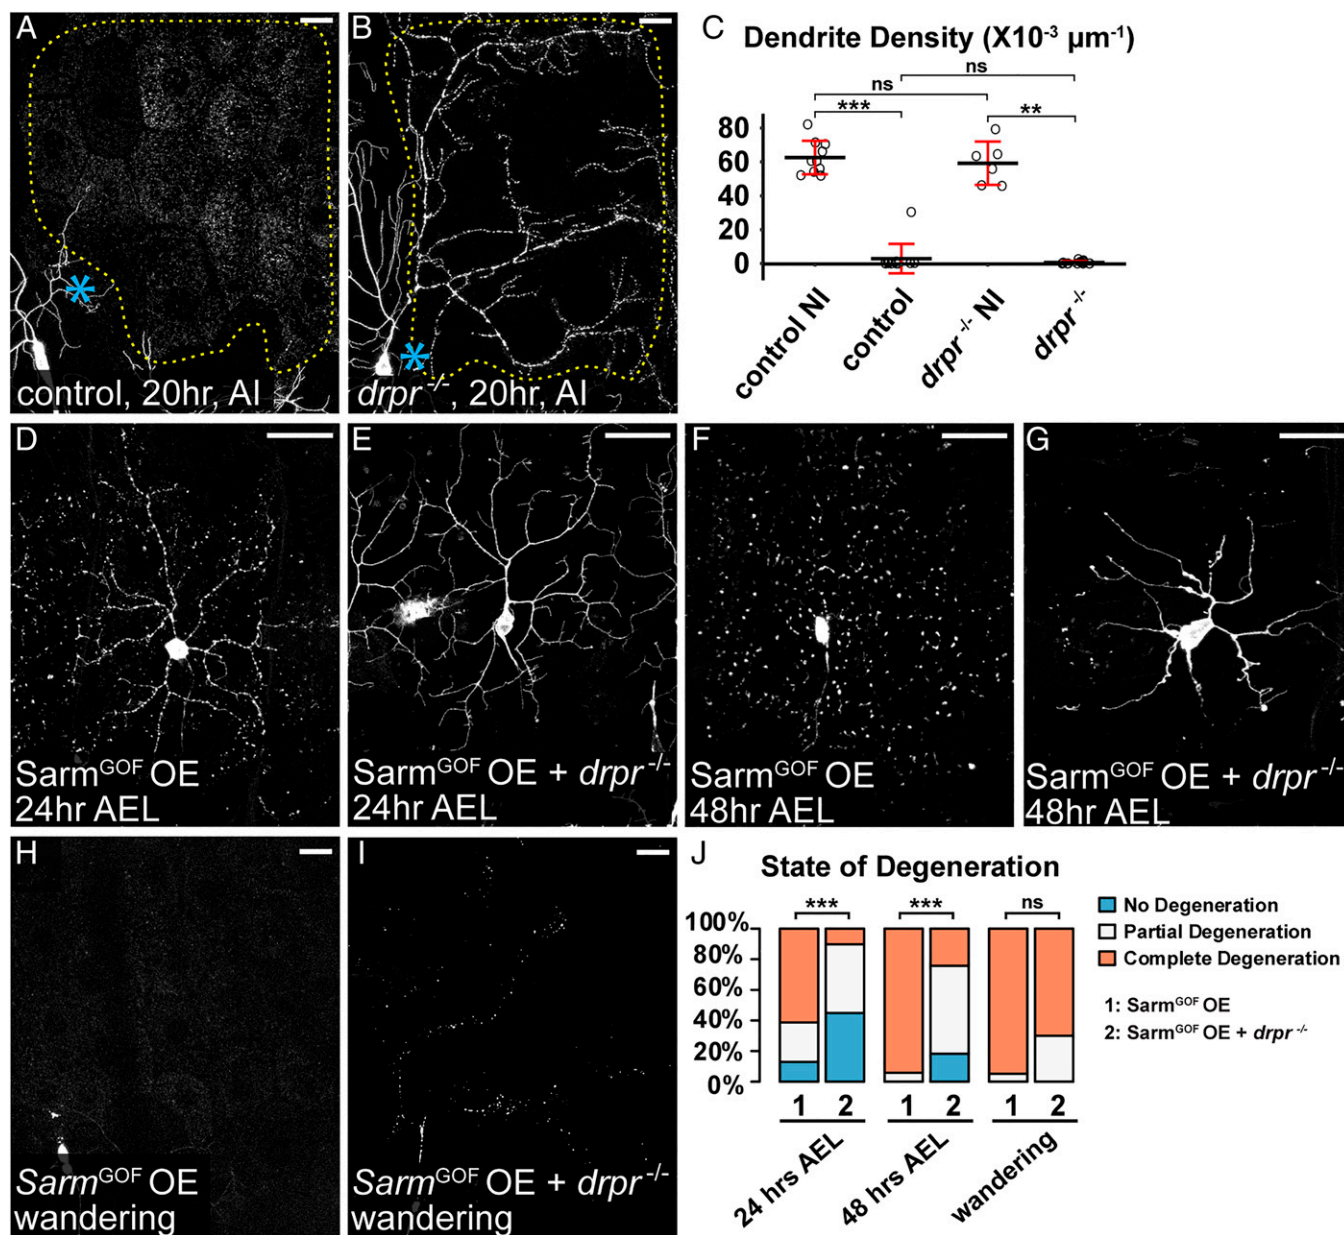 A
control, 20hr, AI
B
drpr -/-, 20hr, AI
C Dendrite Density (X10⁻³ µm⁻¹)
ns
ns
***
**
80
60
40
20
0
control NI
control
drpr -/- NI
drpr -/-
D
Sarm^GOF OE
24hr AEL
E
Sarm^GOF OE + drpr -/-
24hr AEL
F
Sarm^GOF OE
48hr AEL
G
Sarm^GOF OE + drpr -/-
48hr AEL
H
Sarm^GOF OE
wandering
I
Sarm^GOF OE + drpr -/-
wandering
J State of Degeneration
*** *** ns
100%
80%
60%
40%
20%
0%
1 2 1 2 1 2
24 hrs AEL
48 hrs AEL
wandering
No Degeneration
Partial Degeneration
Complete Degeneration
1: Sarm^GOF OE
2: Sarm^GOF OE + drpr -/-